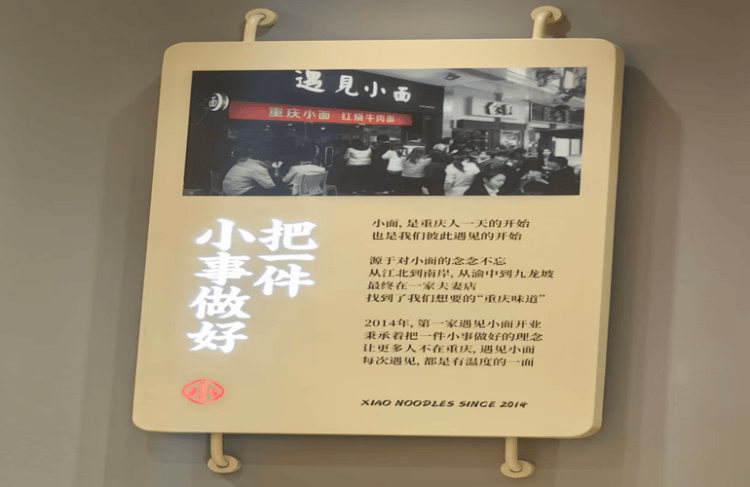 遇見小面
重庆小面 红烧牛肉面
把一件
小事做好
小面, 是重庆人一天的开始
也是我们彼此遇见的开始
源于对小面的念念不忘
从江北到南岸, 从渝中到九龙坡
最终在一家夫妻店
找到了我们想要的“重庆味道”
2014年, 第一家遇见小面开业
秉承着把一件小事做好的理念
让更多人不在重庆, 遇见小面
每次遇见, 都是有温度的一面
小
XIAO NOODLES SINCE 2014